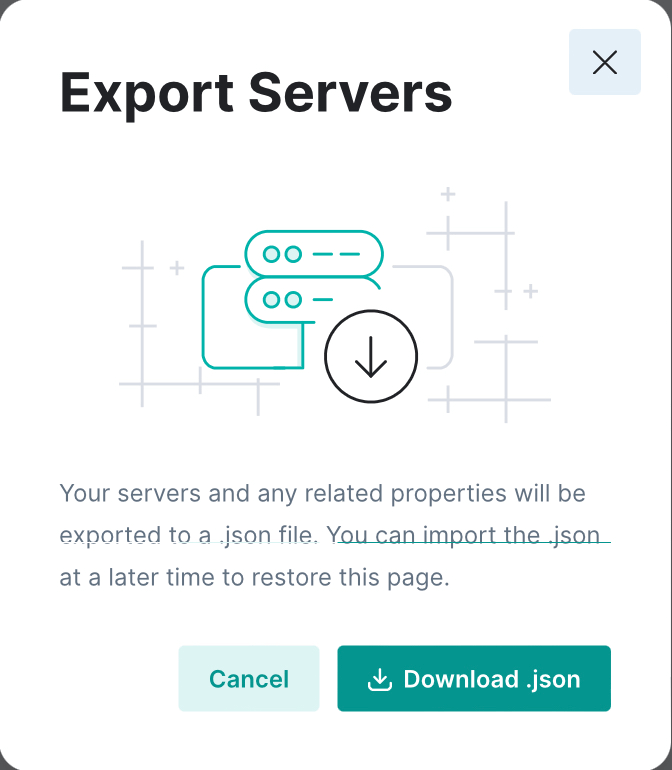 Export Servers
Your servers and any related properties will be
exported to a .json file. You can import the .json
at a later time to restore this page.
Cancel
Download .json